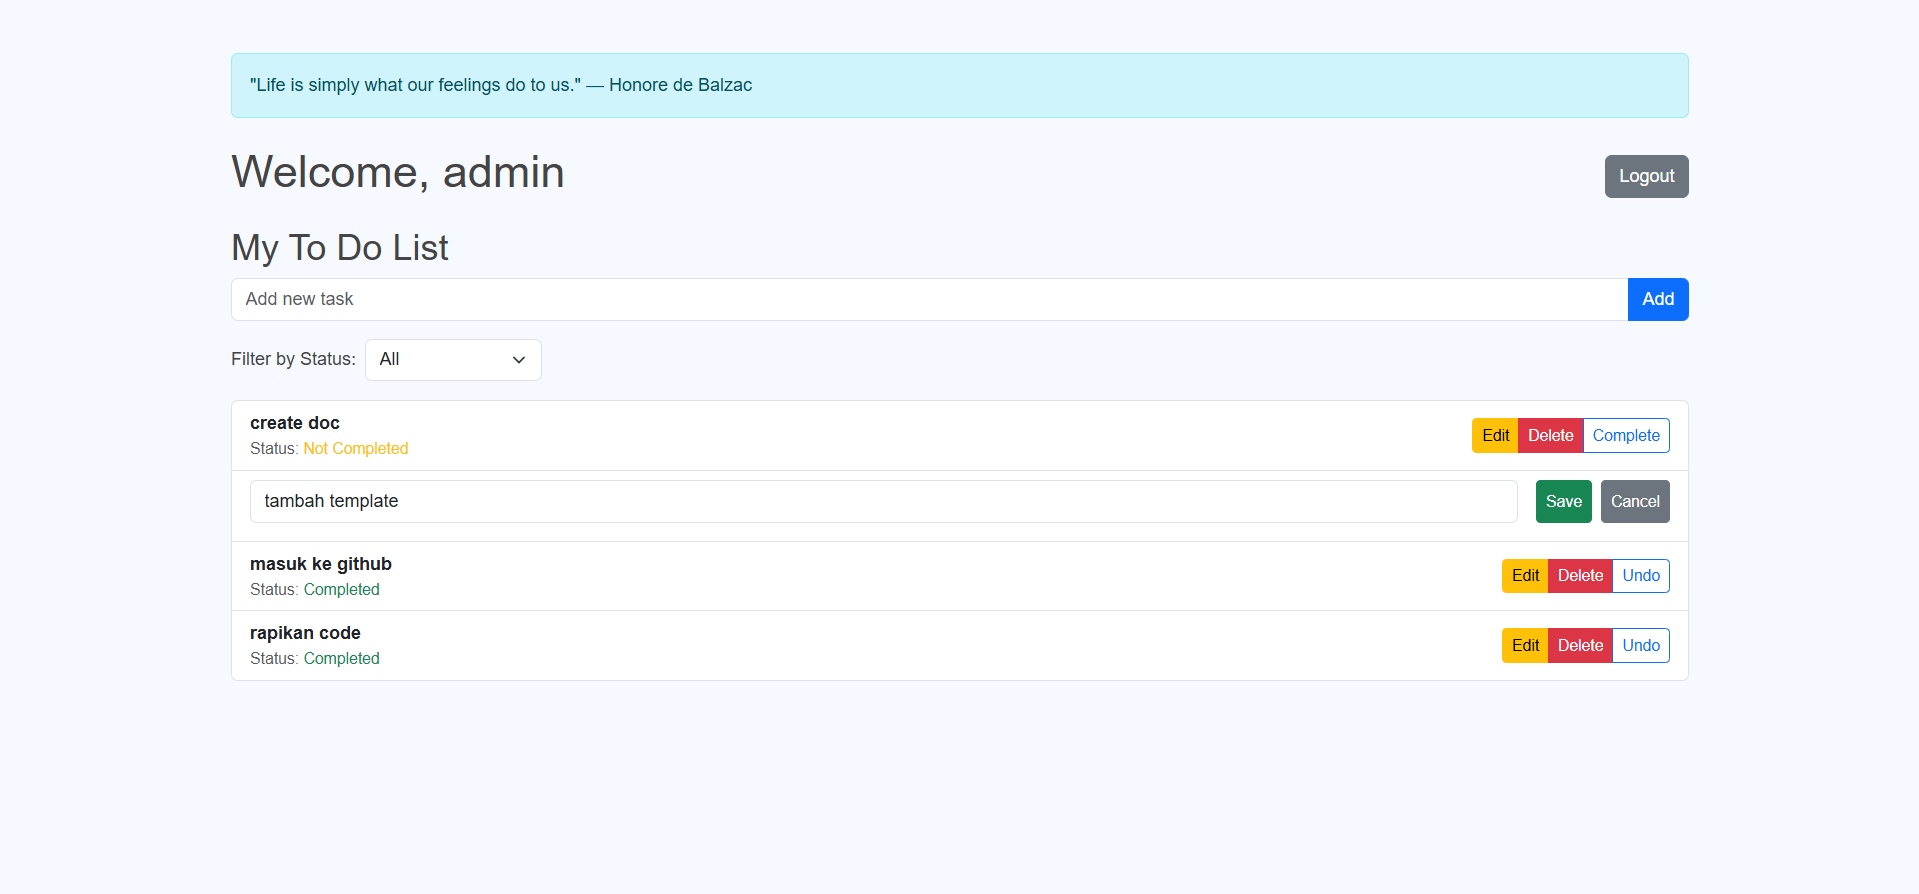 "Life is simply what our feelings do to us." — Honore de Balzac
Welcome, admin
Logout
My To Do List
Add new task
Add
Filter by Status:
All
create doc
Status: Not Completed
Edit
Delete
Complete
tambah template
Save
Cancel
masuk ke github
Status: Completed
Edit
Delete
Undo
rapikan code
Status: Completed
Edit
Delete
Undo